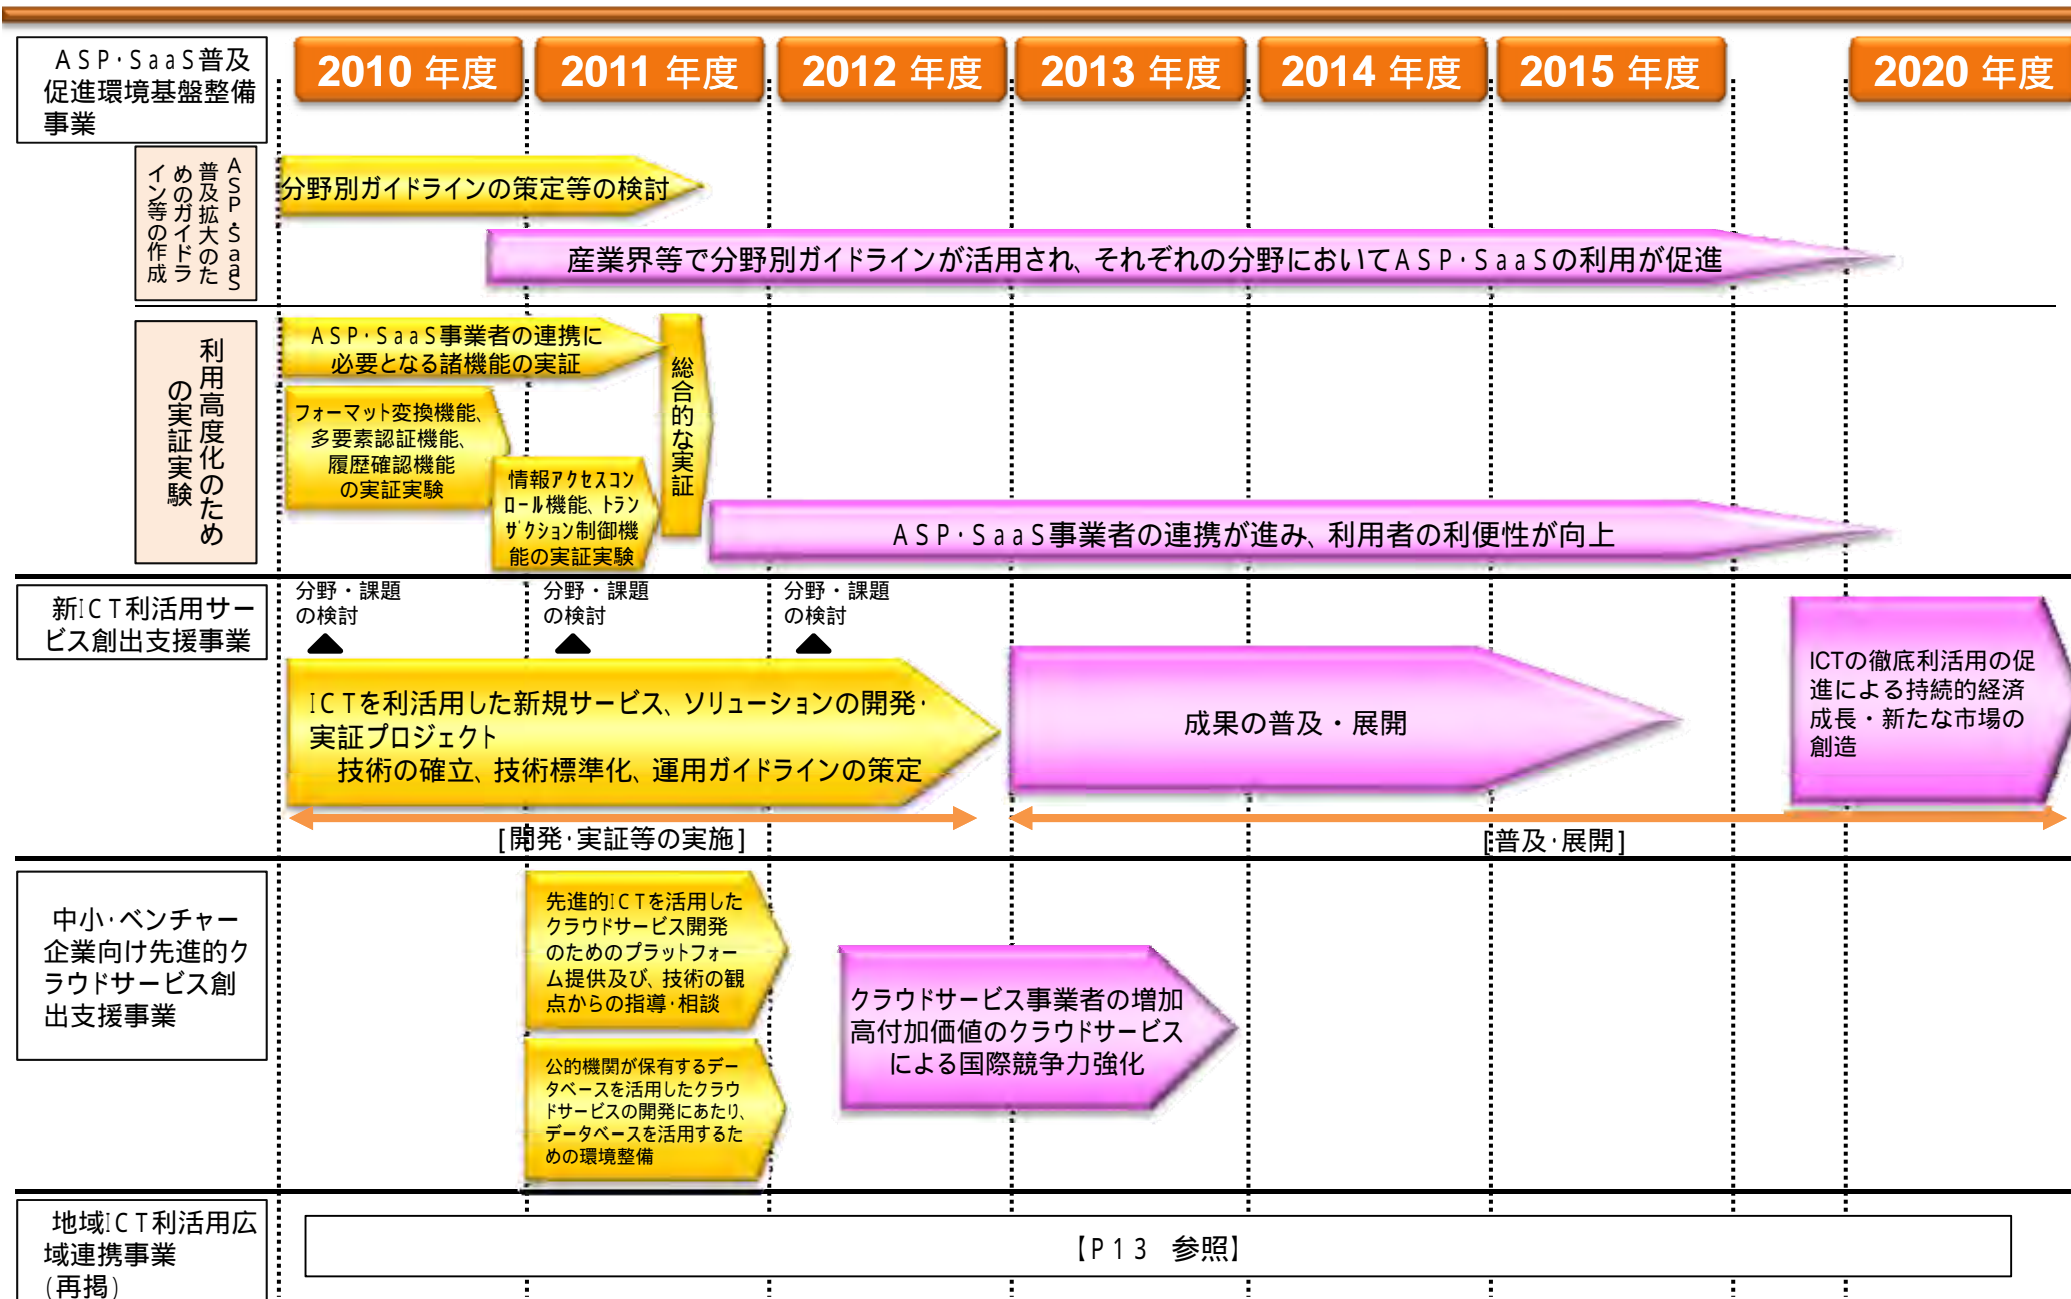 ASP・SaaS普及
促進環境基盤整備
事業
2010 年度
2011 年度
2012 年度
2013 年度
2014 年度
2015 年度
2020 年度
ASP・SaaS
普及拡大のた
めのガイドラ
イン等の作成
分野別ガイドラインの策定等の検討
産業界等で分野別ガイドラインが活用され、それぞれの分野においてASP・SaaSの利用が促進
利用高度化のため
の実証実験
ASP・SaaS事業者の連携に
必要となる諸機能の実証
フォーマット変換機能、
多要素認証機能、
履歴確認機能
の実証実験
情報アクセスコン
ロール機能、トラン
ザクション制御機
能の実証実験
総合的な実証
ASP・SaaS事業者の連携が進み、利用者の利便性が向上
新ICT利活用サー
ビス創出支援事業
分野・課題
の検討
分野・課題
の検討
分野・課題
の検討
ICTを利活用した新規サービス、ソリューションの開発・
実証プロジェクト
技術の確立、技術標準化、運用ガイドラインの策定
成果の普及・展開
ICTの徹底利活用の促
進による持続的経済
成長・新たな市場の
創造
[開発・実証等の実施]
[普及・展開]
中小・ベンチャー
企業向け先進的ク
ラウドサービス創
出支援事業
先進的ICTを活用した
クラウドサービス開発
のためのプラットフォー
ム提供及び、技術の観
点からの指導・相談
公的機関が保有するデー
タベースを活用したクラウ
ドサービスの開発にあたり、
データベースを活用するた
めの環境整備
クラウドサービス事業者の増加
高付加価値のクラウドサービス
による国際競争力強化
地域ICT利活用広
域連携事業
(再掲)
【P13 参照】